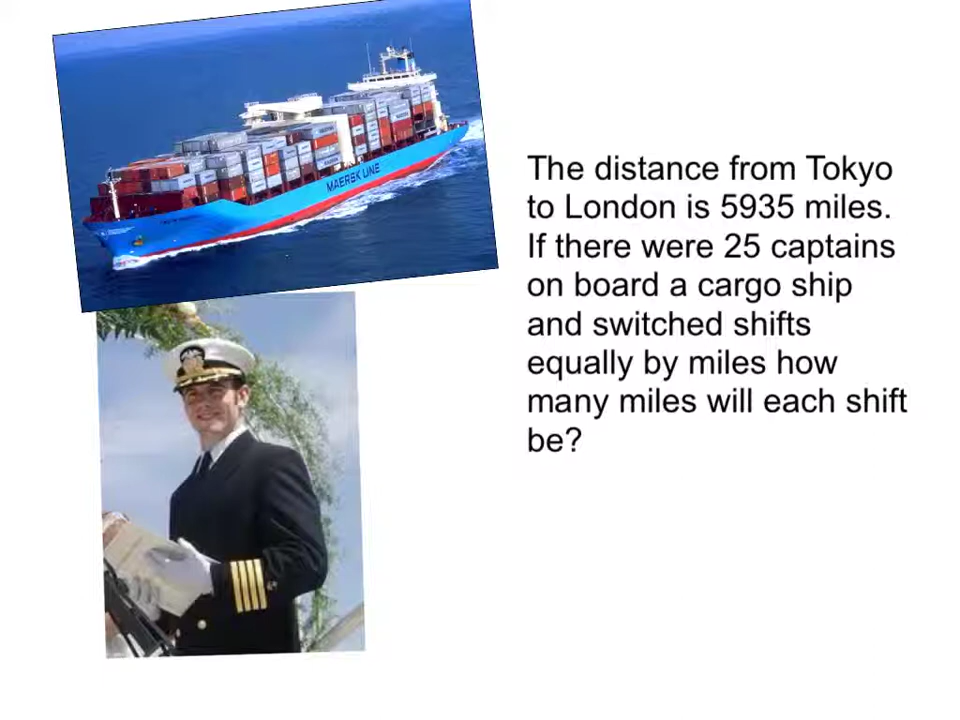 MAERSK LINE
The distance from Tokyo
to London is 5935 miles.
If there were 25 captains
on board a cargo ship
and switched shifts
equally by miles how
many miles will each shift
be?